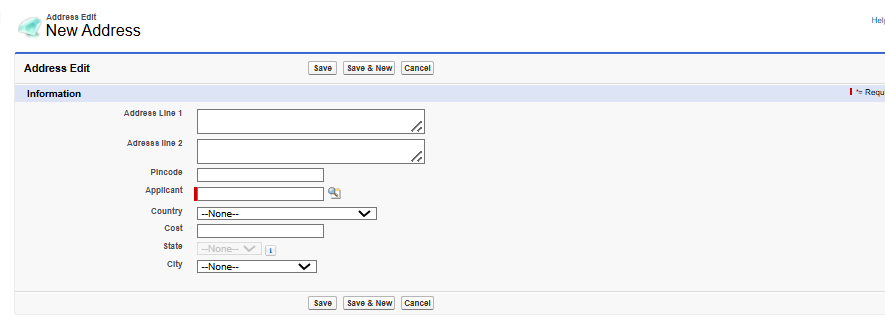 Address Edit
New Address
Help
Address Edit
Save
Save & New
Cancel
Information
*= Requ
Address Line 1
Adresss line 2
Pincode
Applicant
Country
--None--
Cost
State
--None--
i
City
--None--
Save
Save & New
Cancel